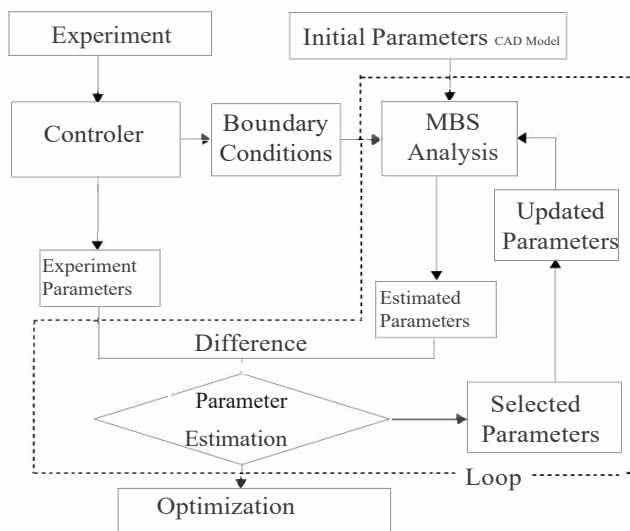 Experiment
Initial Parameters CAD Model
Controler
Boundary
Conditions
MBS
Analysis
Updated
Parameters
Experiment
Parameters
Estimated
Parameters
Difference
Parameter
Estimation
Selected
Parameters
Loop
Optimization